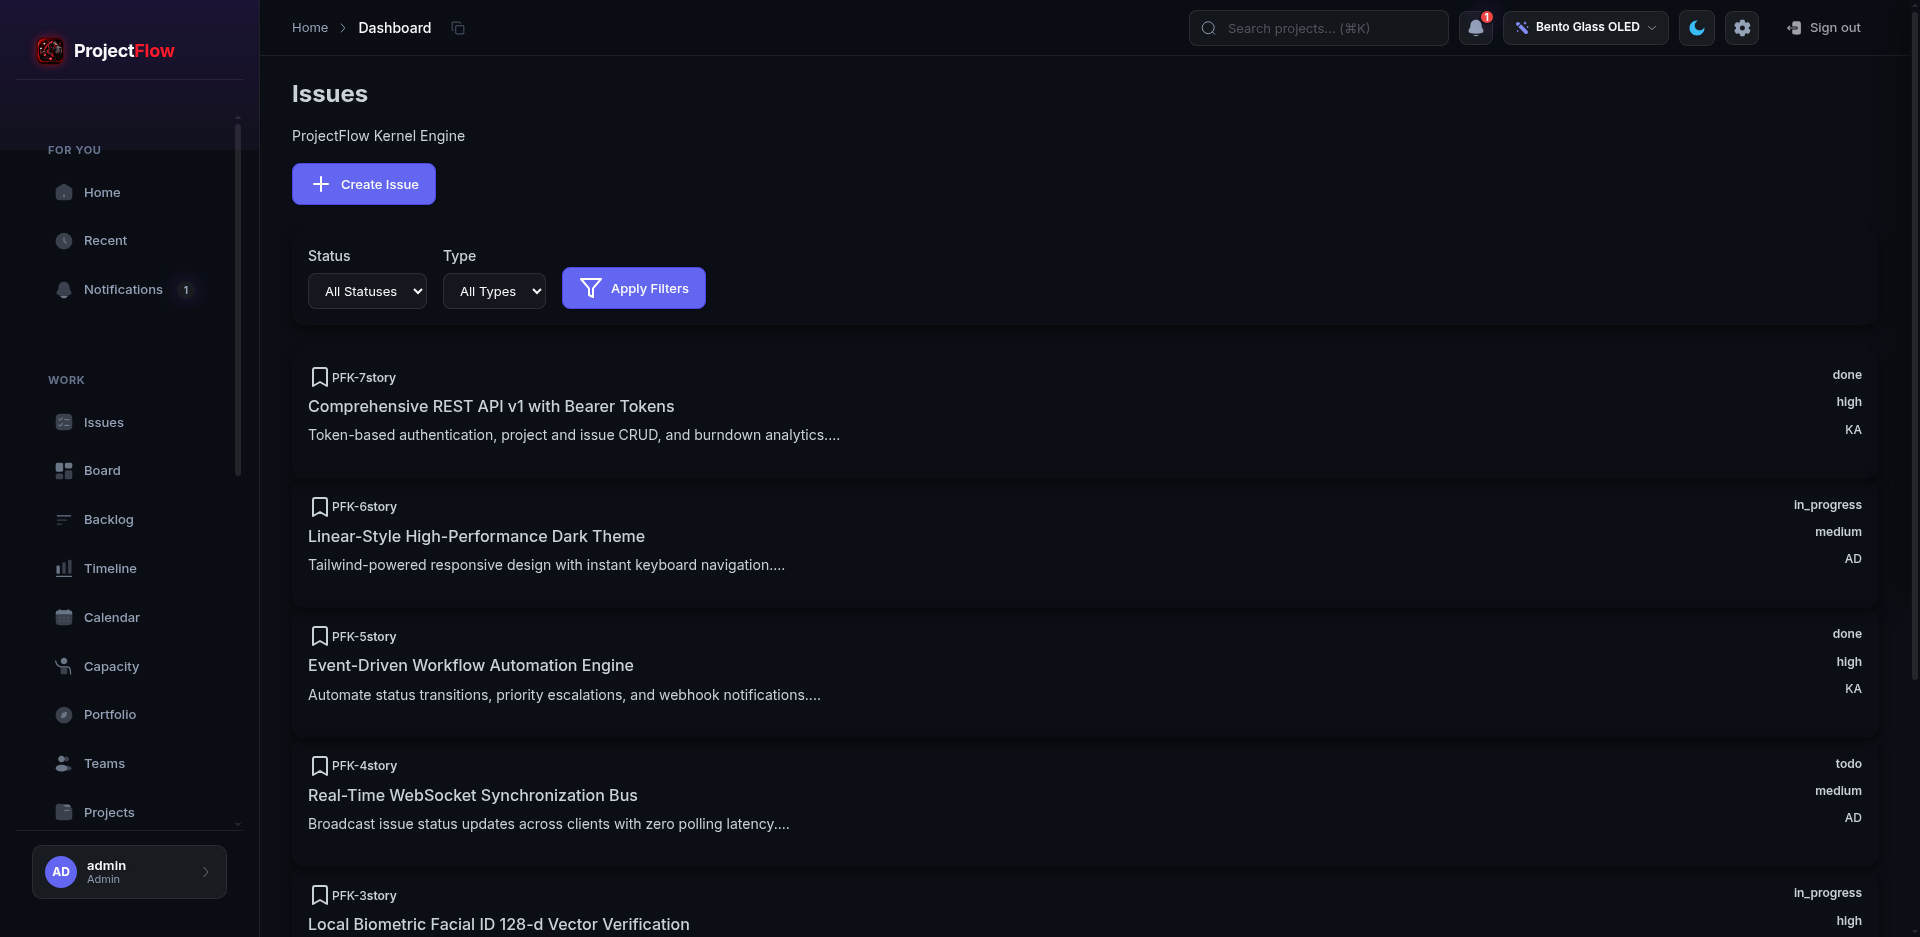 ProjectFlow
FOR YOU
Home
Recent
Notifications 1
WORK
Issues
Board
Backlog
Timeline
Calendar
Capacity
Portfolio
Teams
Projects
AD
admin
Admin
Home > Dashboard
Search projects... (⌘K)
1
Bento Glass OLED
Sign out
Issues
ProjectFlow Kernel Engine
Create Issue
Status
All Statuses
Type
All Types
Apply Filters
PFK-7story
Comprehensive REST API v1 with Bearer Tokens
Token-based authentication, project and issue CRUD, and burndown analytics....
done
high
KA
PFK-6story
Linear-Style High-Performance Dark Theme
Tailwind-powered responsive design with instant keyboard navigation....
in_progress
medium
AD
PFK-5story
Event-Driven Workflow Automation Engine
Automate status transitions, priority escalations, and webhook notifications....
done
high
KA
PFK-4story
Real-Time WebSocket Synchronization Bus
Broadcast issue status updates across clients with zero polling latency....
todo
medium
AD
PFK-3story
Local Biometric Facial ID 128-d Vector Verification
in_progress
high